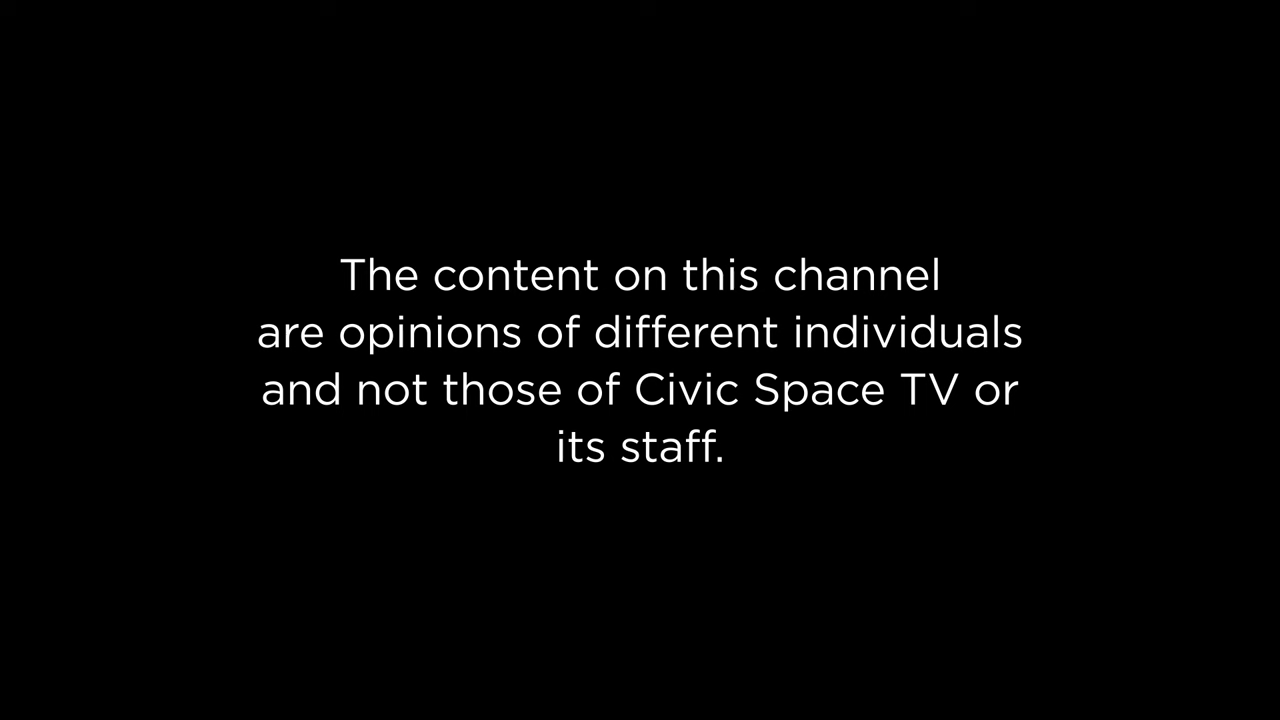 The content on this channel
are opinions of different individuals
and not those of Civic Space TV or
its staff.